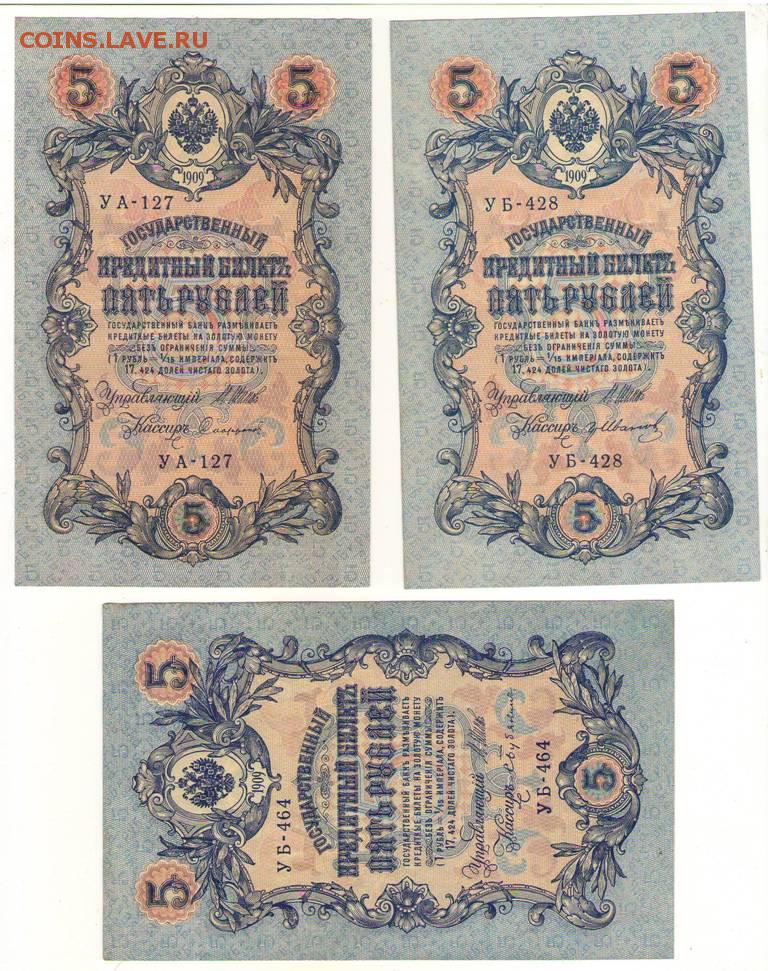 COINS.LAVE.RU
5 5
1909
УА-127
ГОСУДАРСТВЕННЫЙ
КРЕДИТНЫЙ БИЛЕТЪ
ПЯТЬ РУБЛЕЙ
ГОСУДАРСТВЕННЫЙ БАНКЪ РАЗМѢНИВАЕТЪ
КРЕДИТНЫЕ БИЛЕТЫ НА ЗОЛОТУЮ МОНЕТУ
БЕЗЪ ОГРАНИЧЕНІЯ СУММЫ
(1 РУБЛЬ = 1/15 ИМПЕРІАЛА, СОДЕРЖИТЪ
17,424 ДОЛЕЙ ЧИСТАГО ЗОЛОТА).
Управляющій
Кассиръ
УА-127
5
5 5
1909
УБ-428
ГОСУДАРСТВЕННЫЙ
КРЕДИТНЫЙ БИЛЕТЪ
ПЯТЬ РУБЛЕЙ
ГОСУДАРСТВЕННЫЙ БАНКЪ РАЗМѢНИВАЕТЪ
КРЕДИТНЫЕ БИЛЕТЫ НА ЗОЛОТУЮ МОНЕТУ
БЕЗЪ ОГРАНИЧЕНІЯ СУММЫ
(1 РУБЛЬ = 1/15 ИМПЕРІАЛА, СОДЕРЖИТЪ
17,424 ДОЛЕЙ ЧИСТАГО ЗОЛОТА).
Управляющій
Кассиръ Ивановъ
УБ-428
5
5 5
1909
УБ-464
ГОСУДАРСТВЕННЫЙ
КРЕДИТНЫЙ БИЛЕТЪ
ПЯТЬ РУБЛЕЙ
ГОСУДАРСТВЕННЫЙ БАНКЪ РАЗМѢНИВАЕТЪ
КРЕДИТНЫЕ БИЛЕТЫ НА ЗОЛОТУЮ МОНЕТУ
БЕЗЪ ОГРАНИЧЕНІЯ СУММЫ
(1 РУБЛЬ = 1/15 ИМПЕРІАЛА, СОДЕРЖИТЪ
17,424 ДОЛЕЙ ЧИСТАГО ЗОЛОТА).
Управляющій
Кассиръ
УБ-464
5